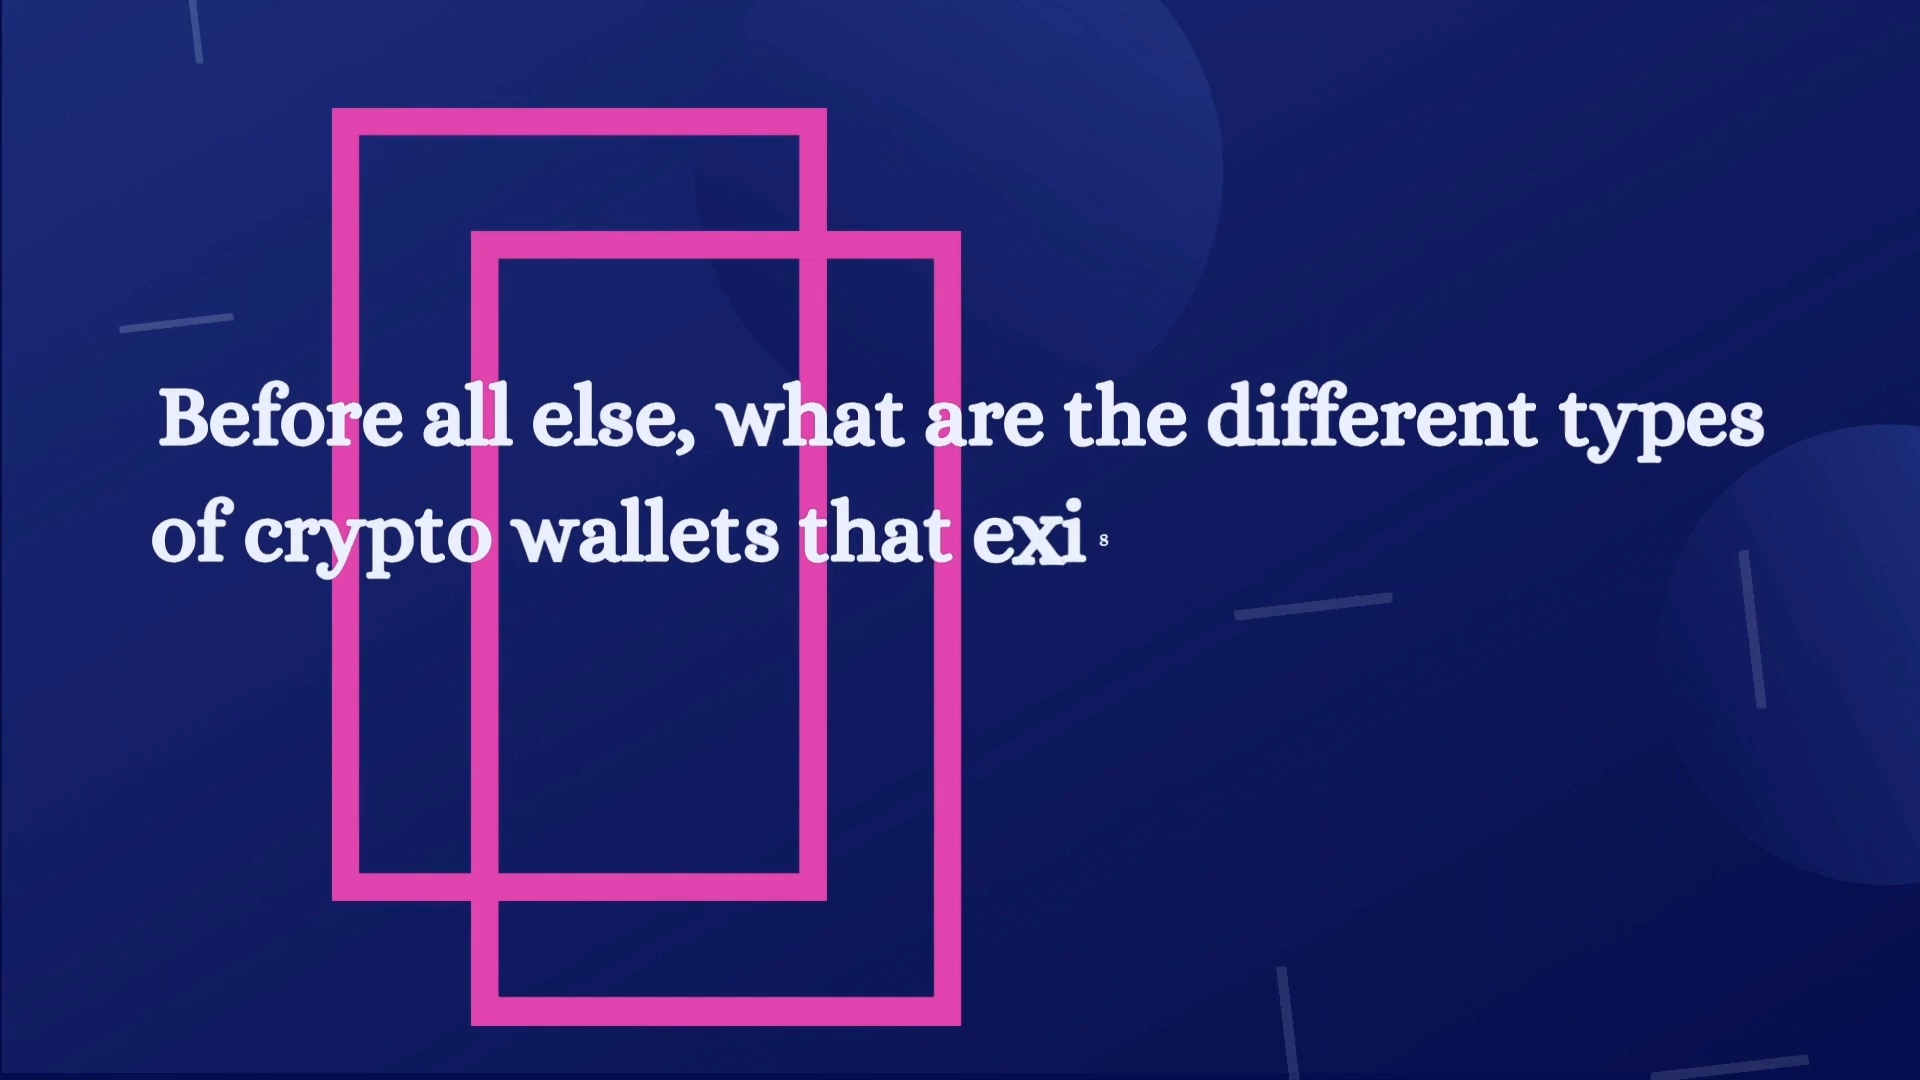 Before all else, what are the different types
of crypto wallets that exi